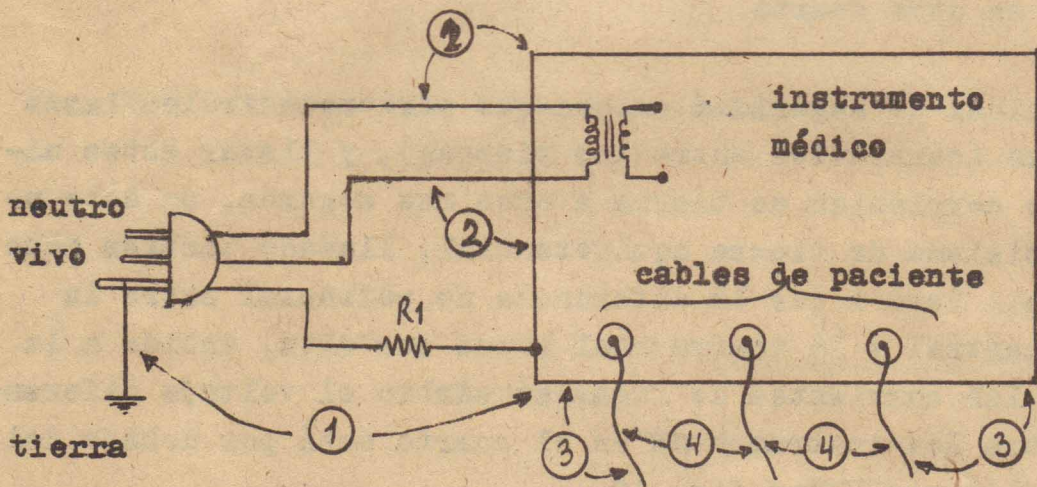 2
instrumento
médico
2
neutro
vivo
cables de paciente
R1
tierra
1
3
4
4
3